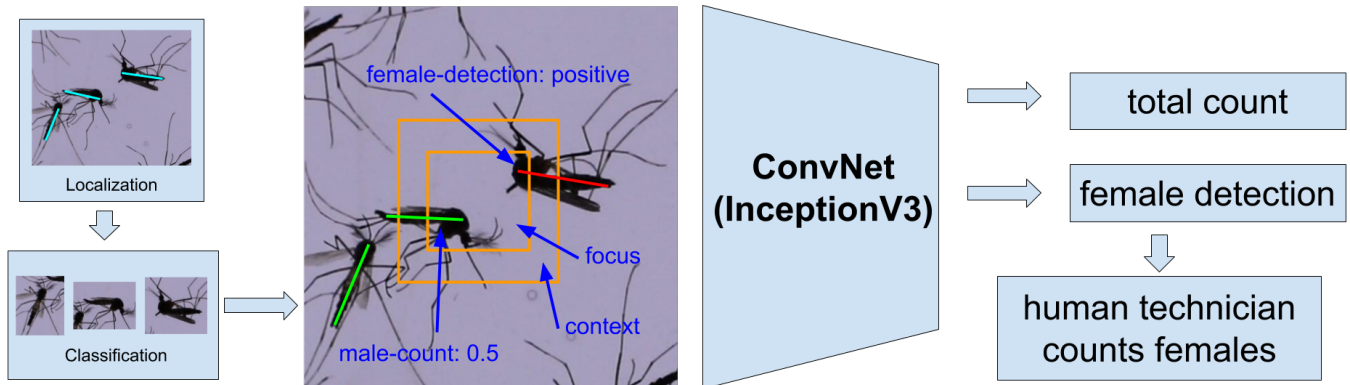 Localization
Classification
female-detection: positive
focus
context
male-count: 0.5
ConvNet
(InceptionV3)
total count
female detection
human technician
counts females